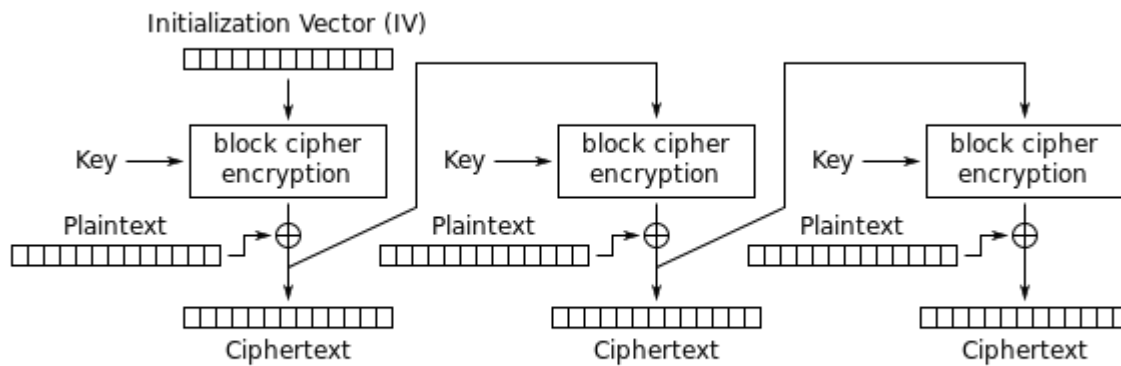 Initialization Vector (IV)
Key
block cipher
encryption
Plaintext
Ciphertext
Key
block cipher
encryption
Plaintext
Ciphertext
Key
block cipher
encryption
Plaintext
Ciphertext